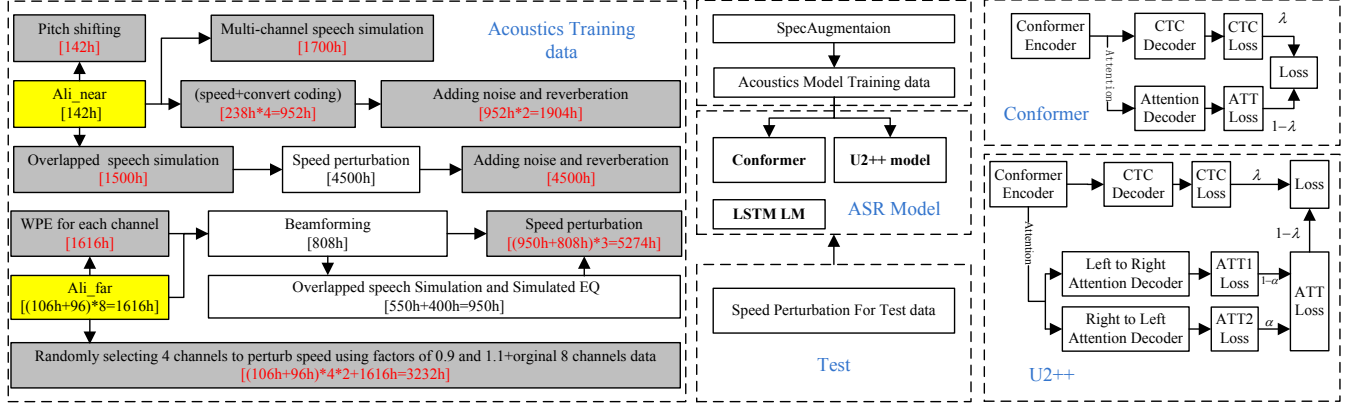 Pitch shifting
[142h]
Multi-channel speech simulation
[1700h]
Acoustics Training
data
Ali_near
[142h]
(speed+convert coding)
[238h*4=952h]
Adding noise and reverberation
[952h*2=1904h]
Overlapped speech simulation
[1500h]
Speed perturbation
[4500h]
Adding noise and reverberation
[4500h]
WPE for each channel
[1616h]
Beamforming
[808h]
Speed perturbation
[(950h+808h)*3=5274h]
Ali_far
[(106h+96)*8=1616h]
Overlapped speech Simulation and Simulated EQ
[550h+400h=950h]
Randomly selecting 4 channels to perturb speed using factors of 0.9 and 1.1+orginal 8 channels data
[(106h+96h)*4*2+1616h=3232h]
SpecAugmentaion
Acoustics Model Training data
Conformer
U2++ model
LSTM LM
ASR Model
Speed Perturbation For Test data
Test
Conformer
Encoder
CTC
Decoder
CTC
Loss
λ
Attention
Loss
Attention
Decoder
ATT
Loss
1−λ
Conformer
Conformer
Encoder
CTC
Decoder
CTC
Loss
λ
Loss
Attention
1−λ
Left to Right
Attention Decoder
ATT1
Loss
1−α
ATT
Loss
Right to Left
Attention Decoder
ATT2
Loss
α
U2++